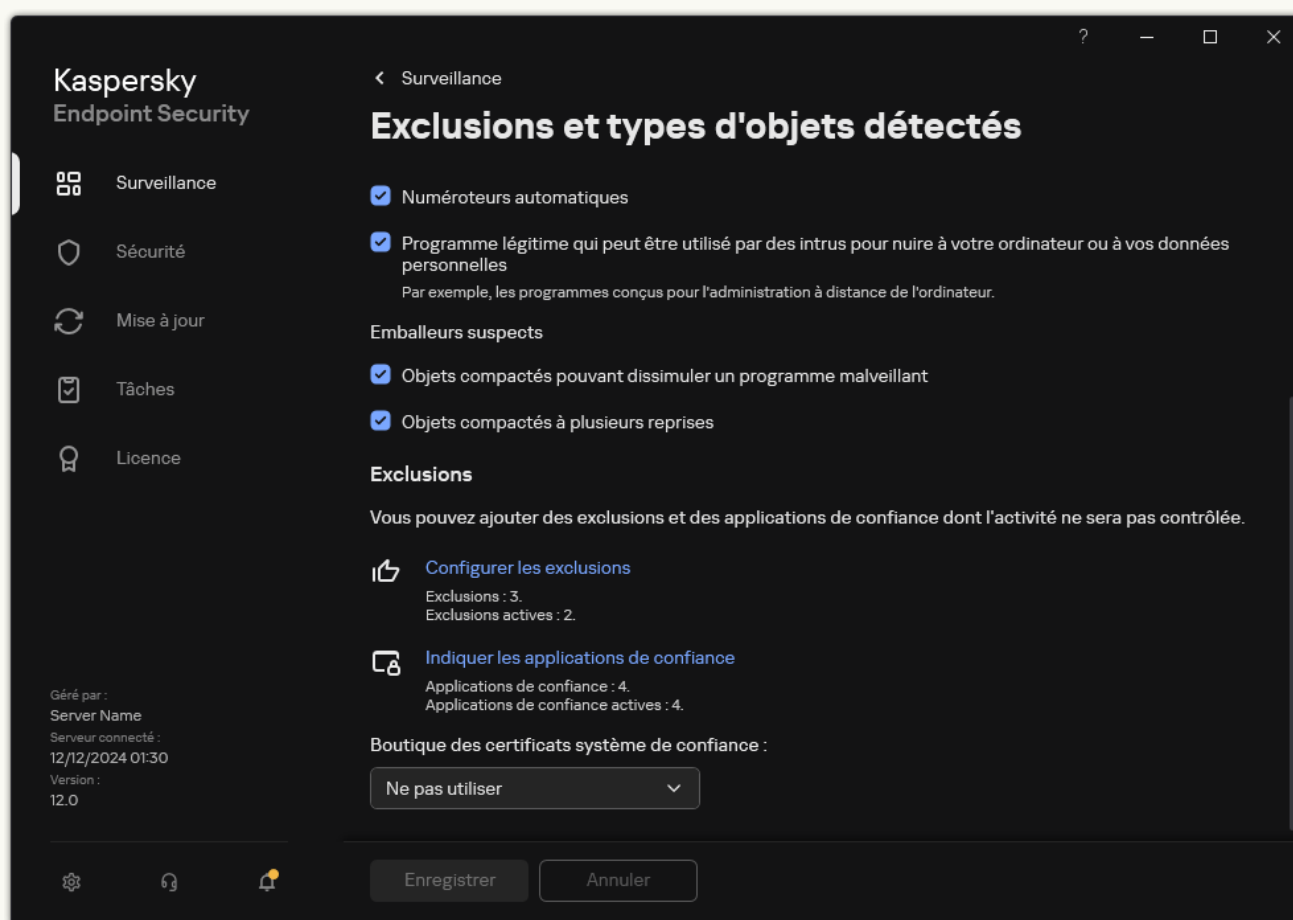 ?
Kaspersky
Endpoint Security
Surveillance
Sécurité
Mise à jour
Tâches
Licence
Géré par :
Server Name
Serveur connecté :
12/12/2024 01:30
Version :
12.0
Surveillance
Exclusions et types d'objets détectés
Numéroteurs automatiques
Programme légitime qui peut être utilisé par des intrus pour nuire à votre ordinateur ou à vos données
personnelles
Par exemple, les programmes conçus pour l'administration à distance de l'ordinateur.
Emballeurs suspects
Objets compactés pouvant dissimuler un programme malveillant
Objets compactés à plusieurs reprises
Exclusions
Vous pouvez ajouter des exclusions et des applications de confiance dont l'activité ne sera pas contrôlée.
Configurer les exclusions
Exclusions : 3.
Exclusions actives : 2.
Indiquer les applications de confiance
Applications de confiance : 4.
Applications de confiance actives : 4.
Boutique des certificats système de confiance :
Ne pas utiliser
Enregistrer
Annuler